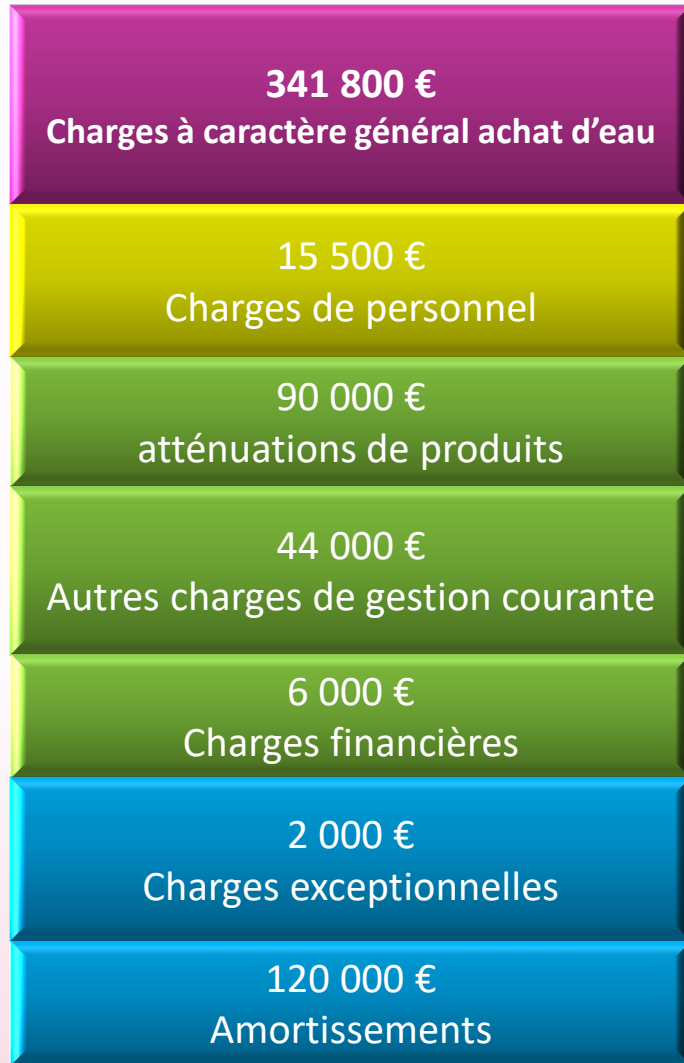 341 800 €
Charges à caractère général achat d’eau
15 500 €
Charges de personnel
90 000 €
atténuations de produits
44 000 €
Autres charges de gestion courante
6 000 €
Charges financières
2 000 €
Charges exceptionnelles
120 000 €
Amortissements